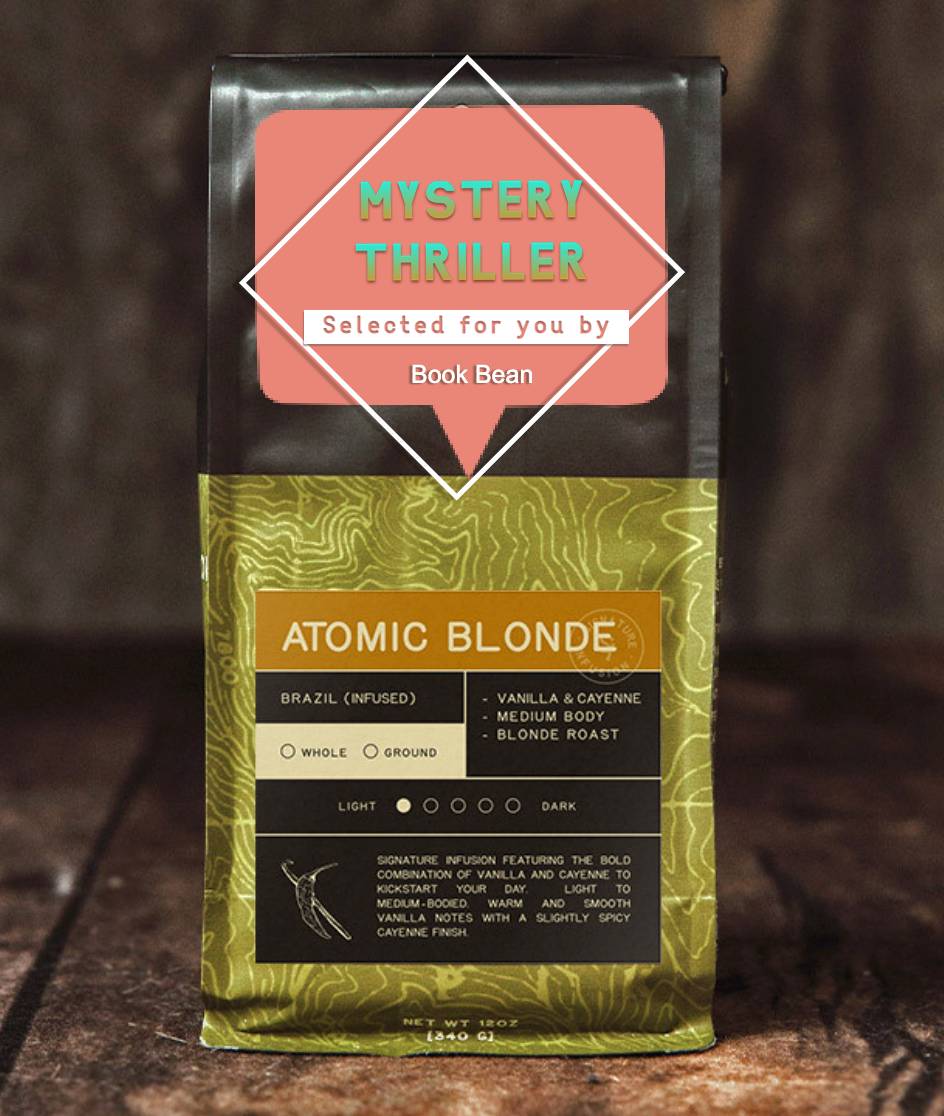 MYSTERY
THRILLER
Selected for you by
Book Bean
ATOMIC BLONDE
SIGNATURE
INFUSION
BRAZIL (INFUSED)
- VANILLA & CAYENNE
- MEDIUM BODY
- BLONDE ROAST
WHOLE GROUND
LIGHT DARK
SIGNATURE INFUSION FEATURING THE BOLD
COMBINATION OF VANILLA AND CAYENNE TO
KICKSTART YOUR DAY. LIGHT TO
MEDIUM-BODIED. WARM AND SMOOTH
VANILLA NOTES WITH A SLIGHTLY SPICY
CAYENNE FINISH.
NET WT 12OZ
[340 G]